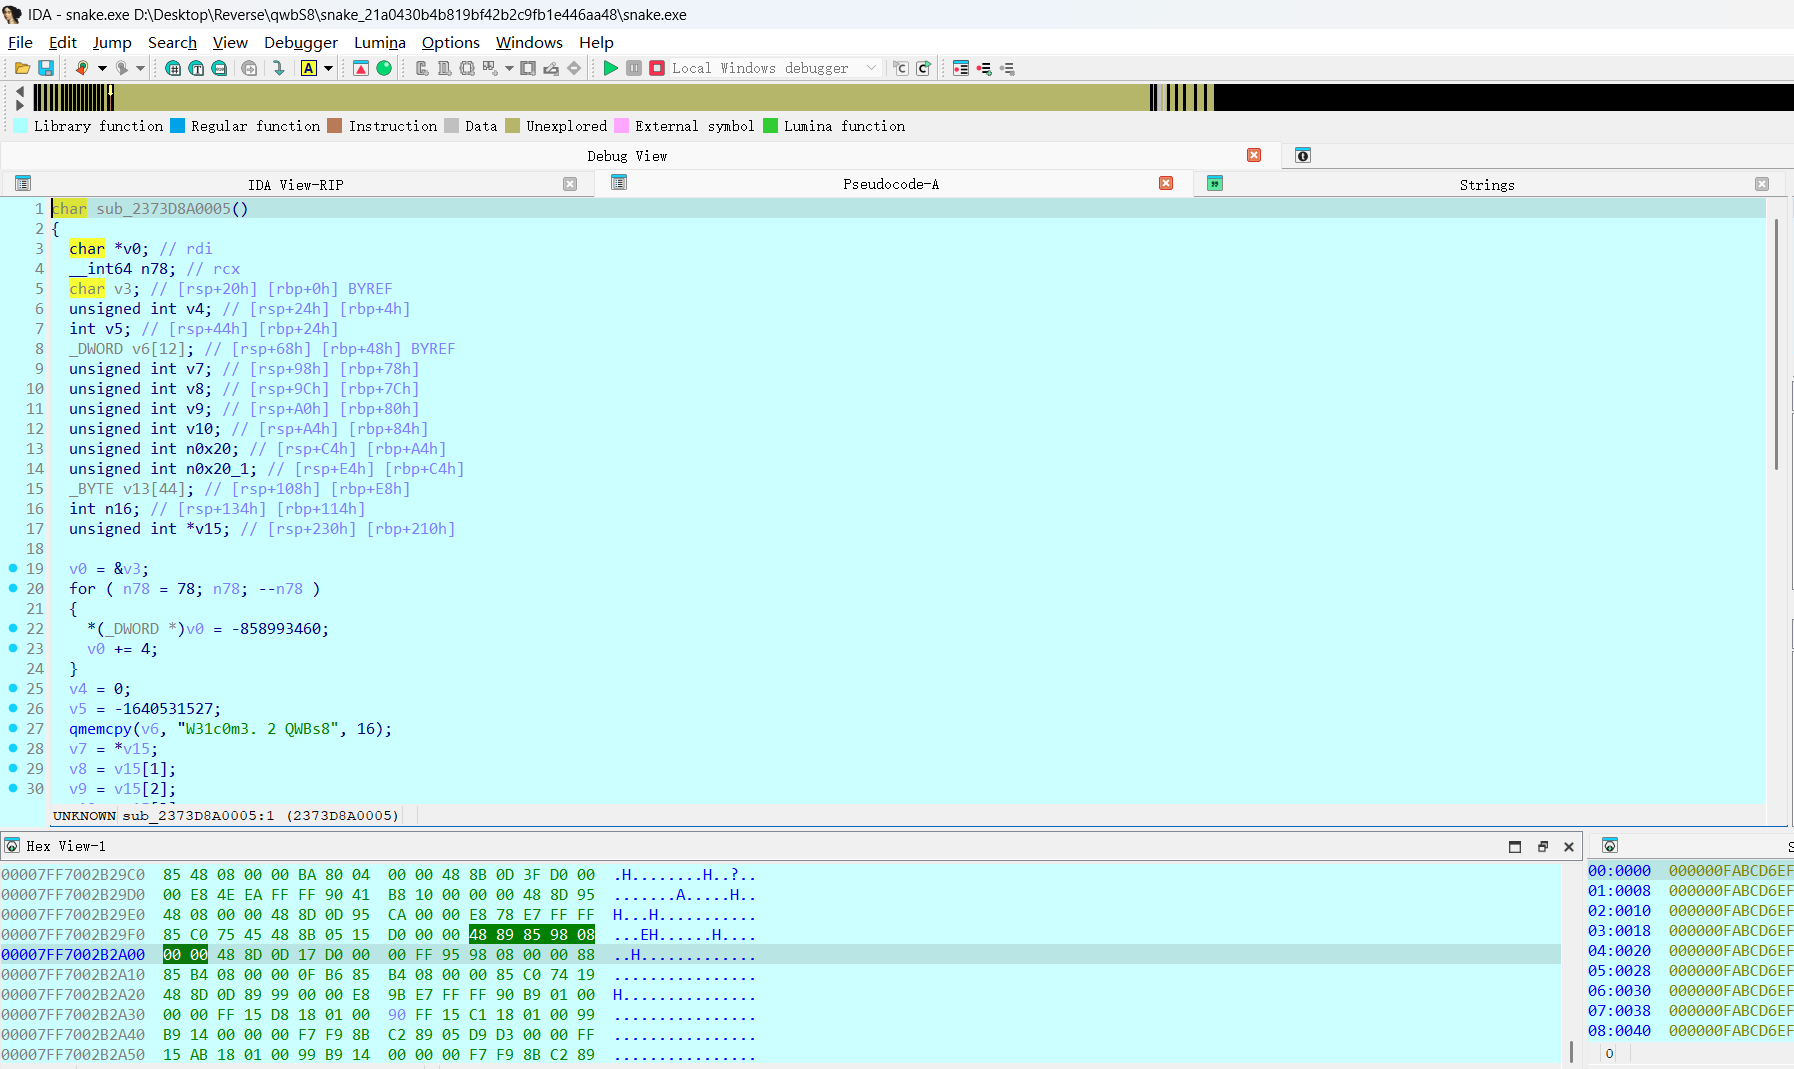 IDA - snake.exe D:\Desktop\Reverse\qwbS8\snake_21a0430b4b819bf42b2c9fb1e446aa48\snake.exe
File Edit Jump Search View Debugger Lumina Options Windows Help
Local Windows debugger
Library function Regular function Instruction Data Unexplored External symbol Lumina function
Debug View
IDA View-RIP Pseudocode-A Strings
1 char sub_2373D8A0005()
2 {
3 char *v0; // rdi
4 __int64 n78; // rcx
5 char v3; // [rsp+20h] [rbp+0h] BYREF
6 unsigned int v4; // [rsp+24h] [rbp+4h]
7 int v5; // [rsp+44h] [rbp+24h]
8 _DWORD v6[12]; // [rsp+68h] [rbp+48h] BYREF
9 unsigned int v7; // [rsp+98h] [rbp+78h]
10 unsigned int v8; // [rsp+9Ch] [rbp+7Ch]
11 unsigned int v9; // [rsp+A0h] [rbp+80h]
12 unsigned int v10; // [rsp+A4h] [rbp+84h]
13 unsigned int n0x20; // [rsp+C4h] [rbp+A4h]
14 unsigned int n0x20_1; // [rsp+E4h] [rbp+C4h]
15 _BYTE v13[44]; // [rsp+108h] [rbp+E8h]
16 int n16; // [rsp+134h] [rbp+114h]
17 unsigned int *v15; // [rsp+230h] [rbp+210h]
18
19 v0 = &v3;
20 for ( n78 = 78; n78; --n78 )
21 {
22 *(_DWORD *)v0 = -858993460;
23 v0 += 4;
24 }
25 v4 = 0;
26 v5 = -1640531527;
27 qmemcpy(v6, "W31c0m3. 2 QWBs8", 16);
28 v7 = *v15;
29 v8 = v15[1];
30 v9 = v15[2];
UNKNOWN sub_2373D8A0005:1 (2373D8A0005)
Hex View-1
00007FF7002B29C0 85 48 08 00 00 BA 80 04 00 00 48 8B 0D 3F D0 00 .H........H..?..
00007FF7002B29D0 00 E8 4E EA FF FF 90 41 B8 10 00 00 00 48 8D 95 .......A.....H..
00007FF7002B29E0 48 08 00 00 48 8D 0D 95 CA 00 00 E8 78 E7 FF FF H...H...........
00007FF7002B29F0 85 C0 75 45 48 8B 05 15 D0 00 00 48 89 85 98 08 ...EH......H....
00007FF7002B2A00 00 00 48 8D 0D 17 D0 00 00 FF 95 98 08 00 00 88 ..H.............
00007FF7002B2A10 85 B4 08 00 00 0F B6 85 B4 08 00 00 85 C0 74 19 ................
00007FF7002B2A20 48 8D 0D 89 99 00 00 E8 9B E7 FF FF 90 B9 01 00 H...............
00007FF7002B2A30 00 00 FF 15 D8 18 01 00 90 FF 15 C1 18 01 00 99 ................
00007FF7002B2A40 B9 14 00 00 00 F7 F9 8B C2 89 05 D9 D3 00 00 FF ................
00007FF7002B2A50 15 AB 18 01 00 99 B9 14 00 00 00 F7 F9 8B C2 89 ................
00:0000 000000FABCD6EF
01:0008 000000FABCD6EF
02:0010 000000FABCD6EF
03:0018 000000FABCD6EF
04:0020 000000FABCD6EF
05:0028 000000FABCD6EF
06:0030 000000FABCD6EF
07:0038 000000FABCD6EF
08:0040 000000FABCD6EF
0